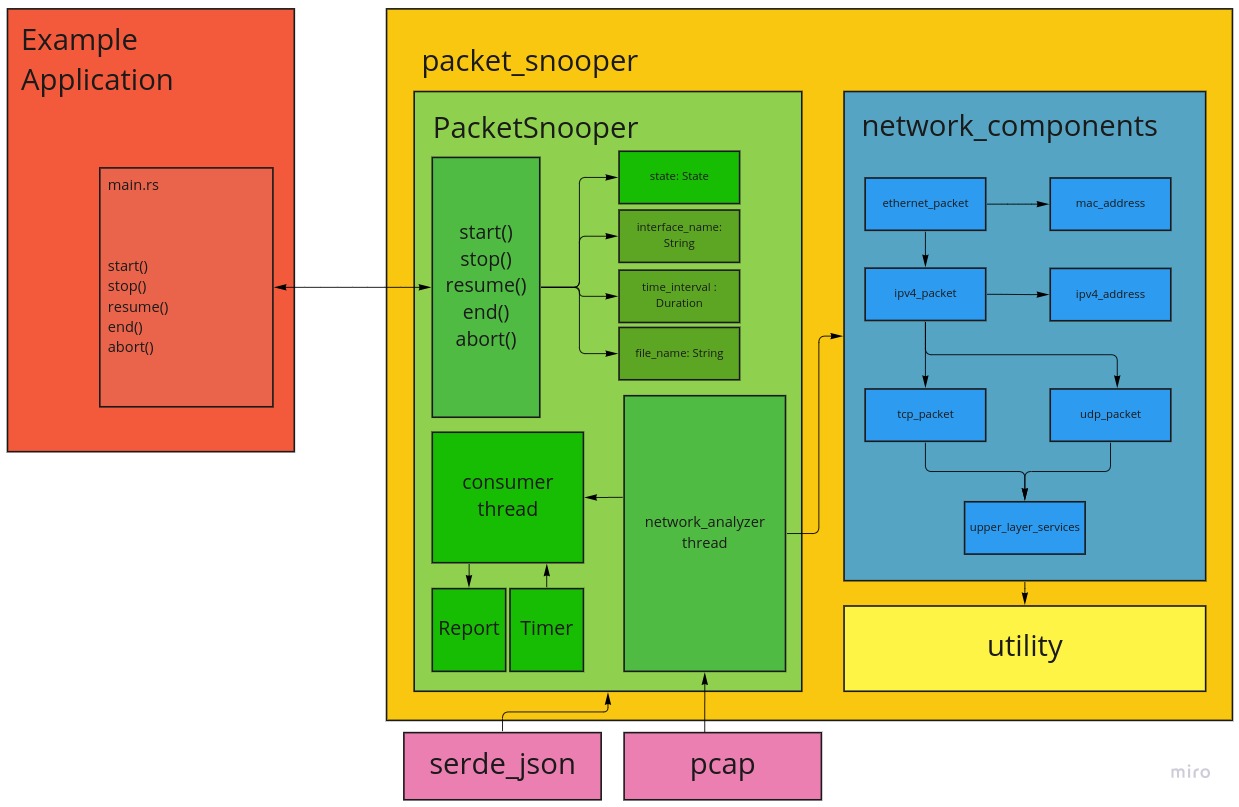 Example
Application
main.rs
start()
stop()
resume()
end()
abort()
packet_snooper
PacketSnooper
start()
stop()
resume()
end()
abort()
state: State
interface_name:
String
time_interval :
Duration
file_name: String
consumer
thread
network_analyzer
thread
Report
Timer
network_components
ethernet_packet
mac_address
ipv4_packet
ipv4_address
tcp_packet
udp_packet
upper_layer_services
utility
serde_json
pcap
miro